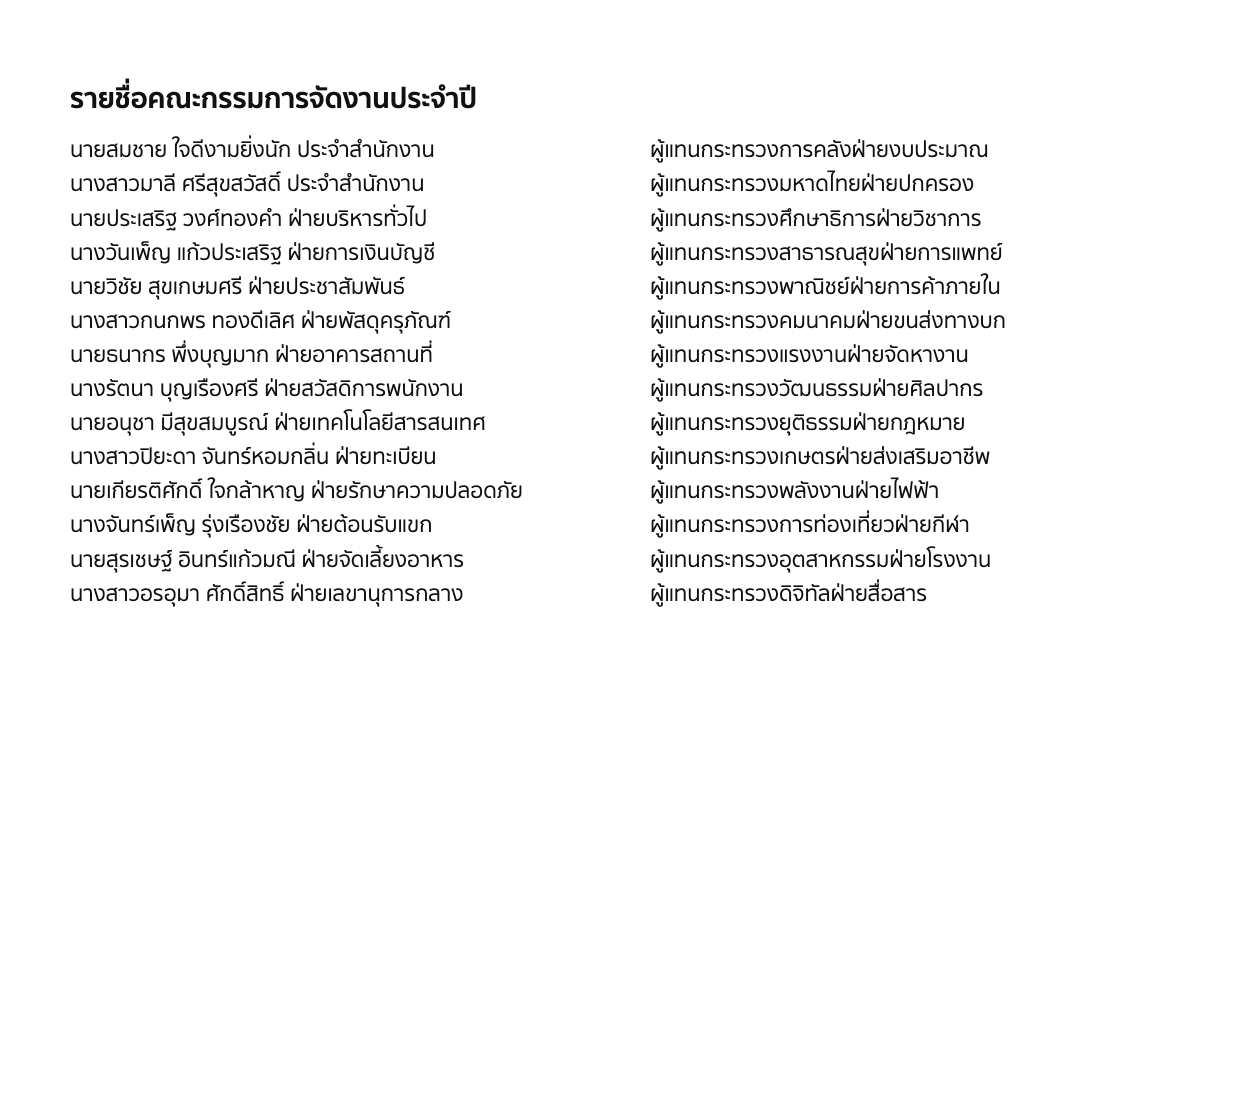 รายชื่อคณะกรรมการจัดงานประจำปี
นายสมชาย ใจดีงามยิ่งนัก ประจำสำนักงาน
นางสาวมาลี ศรีสุขสวัสดิ์ ประจำสำนักงาน
นายประเสริฐ วงศ์ทองคำ ฝ่ายบริหารทั่วไป
นางวันเพ็ญ แก้วประเสริฐ ฝ่ายการเงินบัญชี
นายวิชัย สุขเกษมศรี ฝ่ายประชาสัมพันธ์
นางสาวกนกพร ทองดีเลิศ ฝ่ายพัสดุครุภัณฑ์
นายธนากร พึ่งบุญมาก ฝ่ายอาคารสถานที่
นางรัตนา บุญเรืองศรี ฝ่ายสวัสดิการพนักงาน
นายอนุชา มีสุขสมบูรณ์ ฝ่ายเทคโนโลยีสารสนเทศ
นางสาวปิยะดา จันทร์หอมกลิ่น ฝ่ายทะเบียน
นายเกียรติศักดิ์ ใจกล้าหาญ ฝ่ายรักษาความปลอดภัย
นางจันทร์เพ็ญ รุ่งเรืองชัย ฝ่ายต้อนรับแขก
นายสุรเชษฐ์ อินทร์แก้วมณี ฝ่ายจัดเลี้ยงอาหาร
นางสาวอรอุมา ศักดิ์สิทธิ์ ฝ่ายเลขานุการกลาง
ผู้แทนกระทรวงการคลังฝ่ายงบประมาณ
ผู้แทนกระทรวงมหาดไทยฝ่ายปกครอง
ผู้แทนกระทรวงศึกษาธิการฝ่ายวิชาการ
ผู้แทนกระทรวงสาธารณสุขฝ่ายการแพทย์
ผู้แทนกระทรวงพาณิชย์ฝ่ายการค้าภายใน
ผู้แทนกระทรวงคมนาคมฝ่ายขนส่งทางบก
ผู้แทนกระทรวงแรงงานฝ่ายจัดหางาน
ผู้แทนกระทรวงวัฒนธรรมฝ่ายศิลปากร
ผู้แทนกระทรวงยุติธรรมฝ่ายกฎหมาย
ผู้แทนกระทรวงเกษตรฝ่ายส่งเสริมอาชีพ
ผู้แทนกระทรวงพลังงานฝ่ายไฟฟ้า
ผู้แทนกระทรวงการท่องเที่ยวฝ่ายกีฬา
ผู้แทนกระทรวงอุตสาหกรรมฝ่ายโรงงาน
ผู้แทนกระทรวงดิจิทัลฝ่ายสื่อสาร